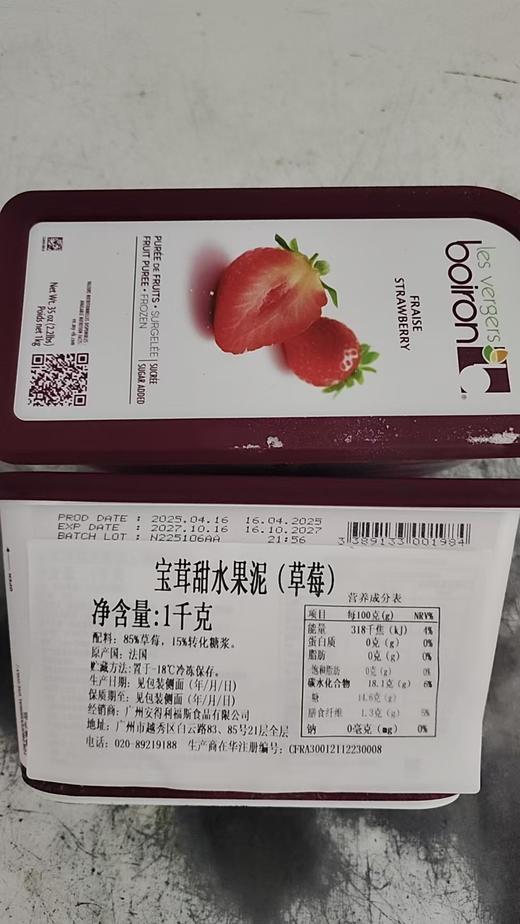 les vergers
boiron
®
FRAISE
STRAWBERRY
PURÉE DE FRUITS • SURGELÉE | SUCRÉE
FRUIT PUREE • FROZEN | SUGAR ADDED
Net Wt. 35 oz (2.2lbs)
Poids net 1kg
PROD DATE : 2025.04.16 16.04.2025
EXP DATE : 2027.10.16 16.10.2027
BATCH LOT : N225106AA 21:56
3 389133 001984
宝茸甜水果泥（草莓）
净含量:1千克
配料：85%草莓，15%转化糖浆。
原产国：法国
贮藏方法:置于-18℃冷冻保存。
生产日期：见包装侧面（年/月/日）
保质期至：见包装侧面（年/月/日）
经销商：广州安得利福斯食品有限公司
地址：广州市越秀区白云路83、85号21层全层
电话：020-89219188 生产商在华注册编号：CFRA30012112230008
营养成分表
项目 每100克(g) NRV%
能量 318千焦（kJ） 4%
蛋白质 0克（g） 0%
脂肪 0克（g） 0%
饱和脂肪 0克（g） 0%
碳水化合物 18.1克（g） 6%
糖 14.6克（g）
膳食纤维 1.3克（g） 5%
钠 0毫克（mg） 0%